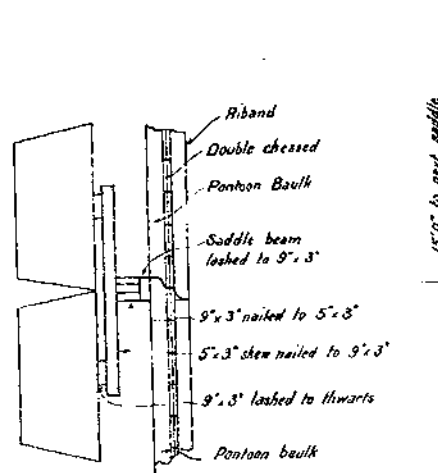 Riband
Double chessed
Pontoon Baulk
Saddle beam
lashed to 9" x 3"
9" x 3" nailed to 5" x 3"
5" x 3" skew nailed to 9" x 3"
9" x 3" lashed to thwarts
Pontoon baulk
15'0" to next saddle